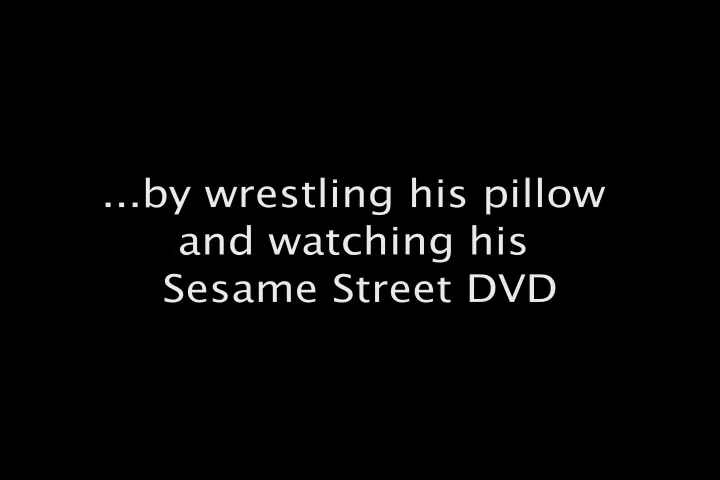 ...by wrestling his pillow
and watching his
Sesame Street DVD